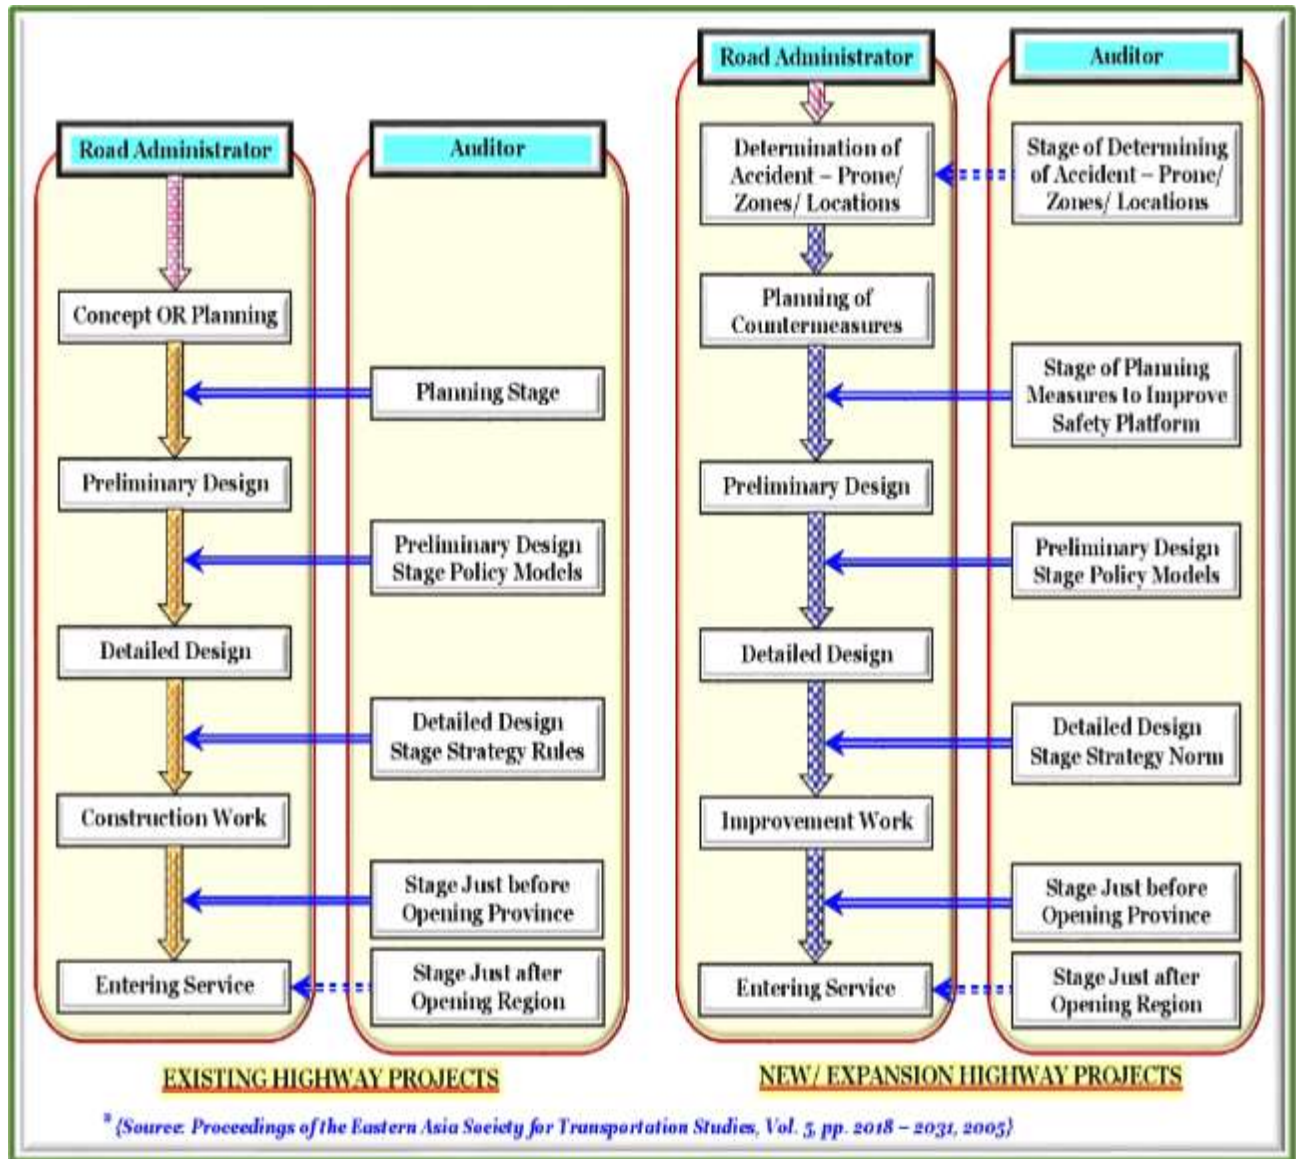 Road Administrator
Auditor
Concept OR Planning
Planning Stage
Preliminary Design
Preliminary Design
Stage Policy Models
Detailed Design
Detailed Design
Stage Strategy Rules
Construction Work
Stage Just before
Opening Province
Entering Service
Stage Just after
Opening Region
EXISTING HIGHWAY PROJECTS
Road Administrator
Auditor
Determination of
Accident – Prone/
Zones/ Locations
Stage of Determining
of Accident – Prone/
Zones/ Locations
Planning of
Countermeasures
Stage of Planning
Measures to Improve
Safety Platform
Preliminary Design
Preliminary Design
Stage Policy Models
Detailed Design
Detailed Design
Stage Strategy Norm
Improvement Work
Stage Just before
Opening Province
Entering Service
Stage Just after
Opening Region
NEW/ EXPANSION HIGHWAY PROJECTS
* {Source: Proceedings of the Eastern Asia Society for Transportation Studies, Vol. 5, pp. 2018 – 2031, 2005}